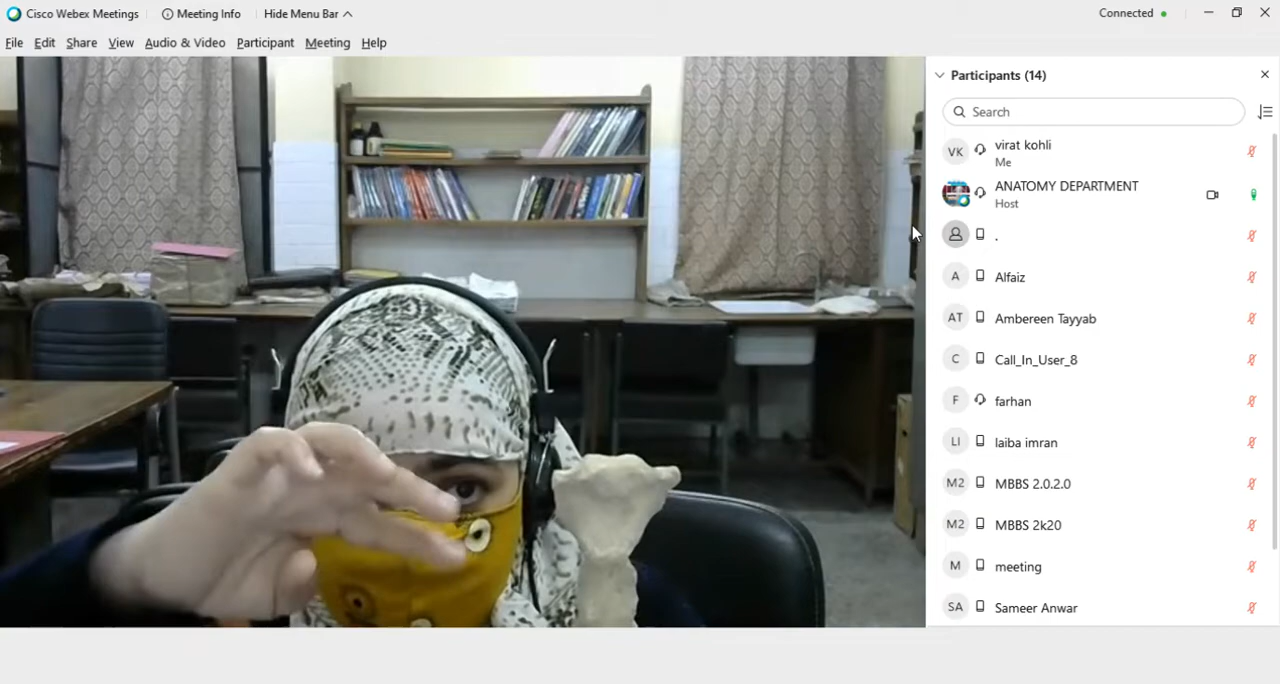 Cisco Webex Meetings Meeting Info Hide Menu Bar Connected
File Edit Share View Audio & Video Participant Meeting Help
Participants (14)
Search
VK virat kohli
Me
ANATOMY DEPARTMENT
Host
.
A Alfaiz
AT Ambereen Tayyab
C Call_In_User_8
F farhan
LI laiba imran
M2 MBBS 2.0.2.0
M2 MBBS 2k20
M meeting
SA Sameer Anwar